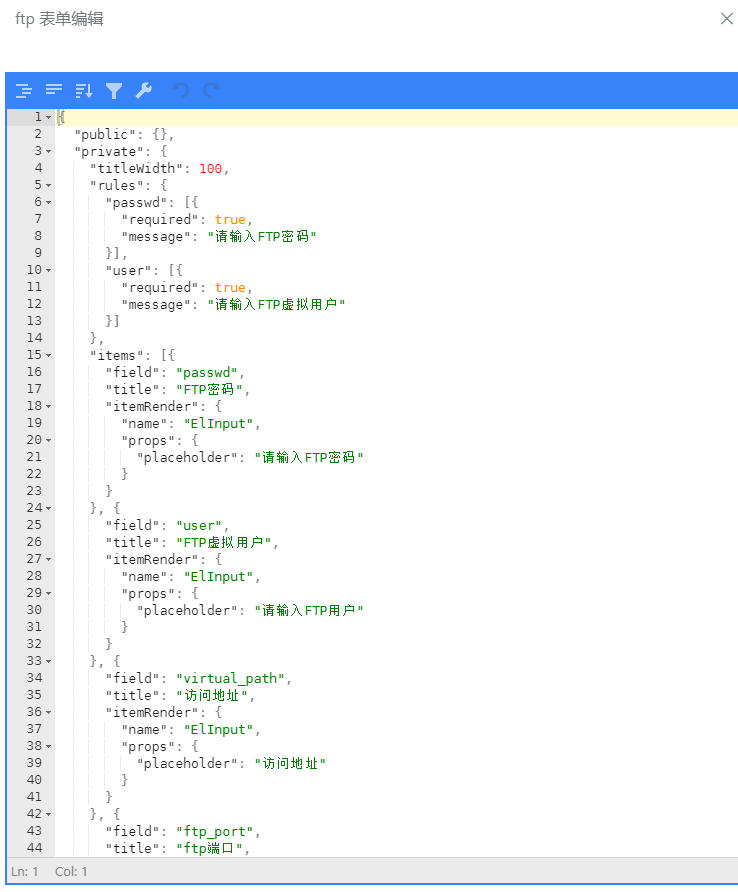 ftp 表单编辑
1 {
2 "public": {},
3 "private": {
4 "titleWidth": 100,
5 "rules": {
6 "passwd": [{
7 "required": true,
8 "message": "请输入FTP密码"
9 }],
10 "user": [{
11 "required": true,
12 "message": "请输入FTP虚拟用户"
13 }]
14 },
15 "items": [{
16 "field": "passwd",
17 "title": "FTP密码",
18 "itemRender": {
19 "name": "ElInput",
20 "props": {
21 "placeholder": "请输入FTP密码"
22 }
23 }
24 }, {
25 "field": "user",
26 "title": "FTP虚拟用户",
27 "itemRender": {
28 "name": "ElInput",
29 "props": {
30 "placeholder": "请输入FTP用户"
31 }
32 }
33 }, {
34 "field": "virtual_path",
35 "title": "访问地址",
36 "itemRender": {
37 "name": "ElInput",
38 "props": {
39 "placeholder": "访问地址"
40 }
41 }
42 }, {
43 "field": "ftp_port",
44 "title": "ftp端口",
Ln: 1 Col: 1